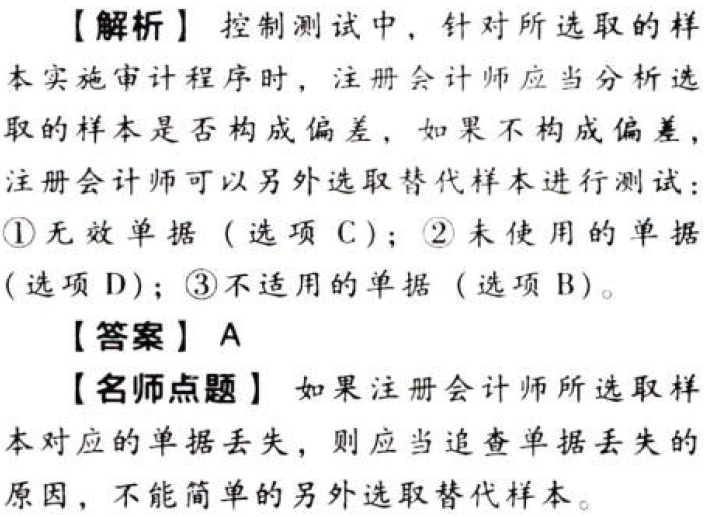 【解析】 控制测试中，针对所选取的样
本实施审计程序时，注册会计师应当分析选
取的样本是否构成偏差，如果不构成偏差，
注册会计师可以另外选取替代样本进行测试：
①无效单据（选项 C）；②未使用的单据
（选项 D）；③不适用的单据（选项 B）。
【答案】 A
【名师点题】 如果注册会计师所选取样
本对应的单据丢失，则应当追查单据丢失的
原因，不能简单的另外选取替代样本。